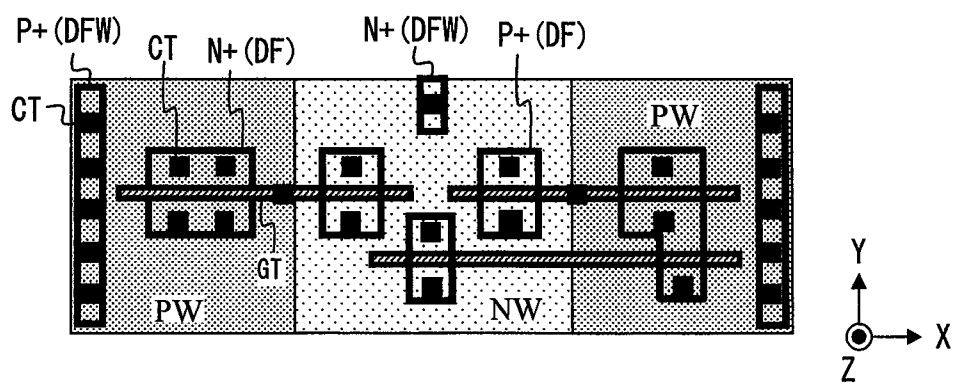 P+(DFW) CT N+(DF) N+(DFW) P+(DF)
CT
PW
GT
PW NW
Y
X
Z